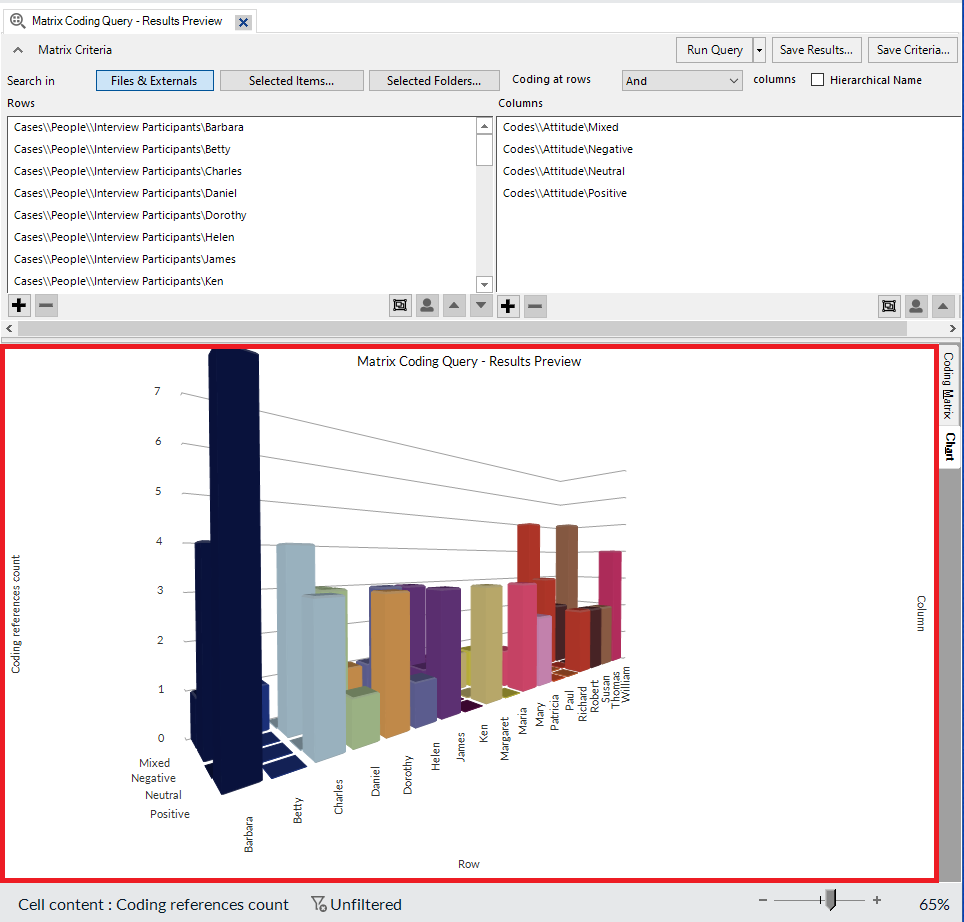 Matrix Coding Query - Results Preview
Matrix Criteria
Run Query
Save Results...
Save Criteria...
Search in
Files & Externals
Selected Items...
Selected Folders...
Coding at rows
And
columns
Hierarchical Name
Rows
Columns
Cases\\People\\Interview Participants\Barbara
Cases\\People\\Interview Participants\Betty
Cases\\People\\Interview Participants\Charles
Cases\\People\\Interview Participants\Daniel
Cases\\People\\Interview Participants\Dorothy
Cases\\People\\Interview Participants\Helen
Cases\\People\\Interview Participants\James
Cases\\People\\Interview Participants\Ken
Codes\\Attitude\Mixed
Codes\\Attitude\Negative
Codes\\Attitude\Neutral
Codes\\Attitude\Positive
Matrix Coding Query - Results Preview
Coding references count
7
6
5
4
3
2
1
0
Mixed
Negative
Neutral
Positive
Barbara
Betty
Charles
Daniel
Dorothy
Helen
James
Ken
Margaret
Maria
Mary
Patricia
Paul
Richard
Robert
Susan
Thomas
William
Row
Column
Coding Matrix
Chart
Cell content : Coding references count
Unfiltered
65%